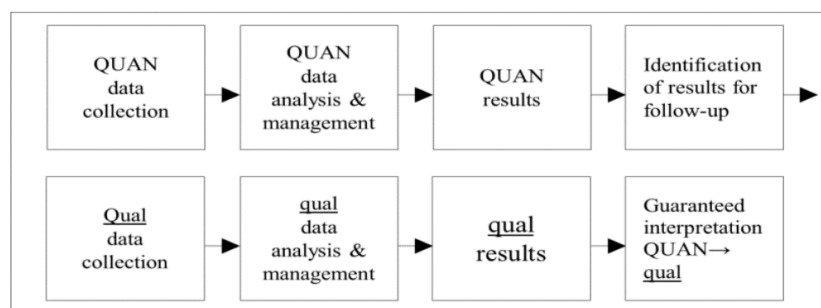 QUAN
data
collection
QUAN
data
analysis &
management
QUAN
results
Identification
of results for
follow-up
Qual
data
collection
qual
data
analysis &
management
qual
results
Guaranteed
interpretation
QUAN→
qual